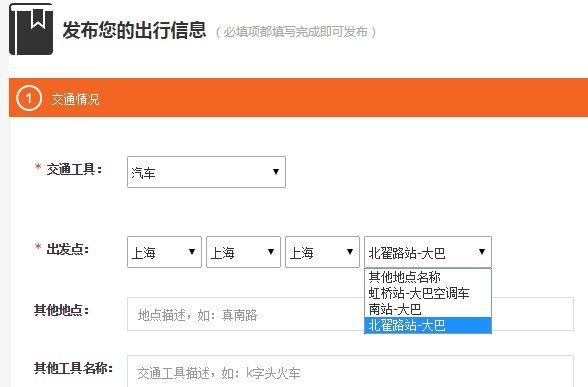 发布您的出行信息（必填项都填写完成即可发布）
1 交通情况
* 交通工具： 汽车
* 出发点： 上海 上海 上海 北翟路站-大巴
其他地点名称
虹桥站-大巴空调车
南站-大巴
北翟路站-大巴
其他地点： 地点描述，如：真南路
其他工具名称： 交通工具描述，如：k字头火车